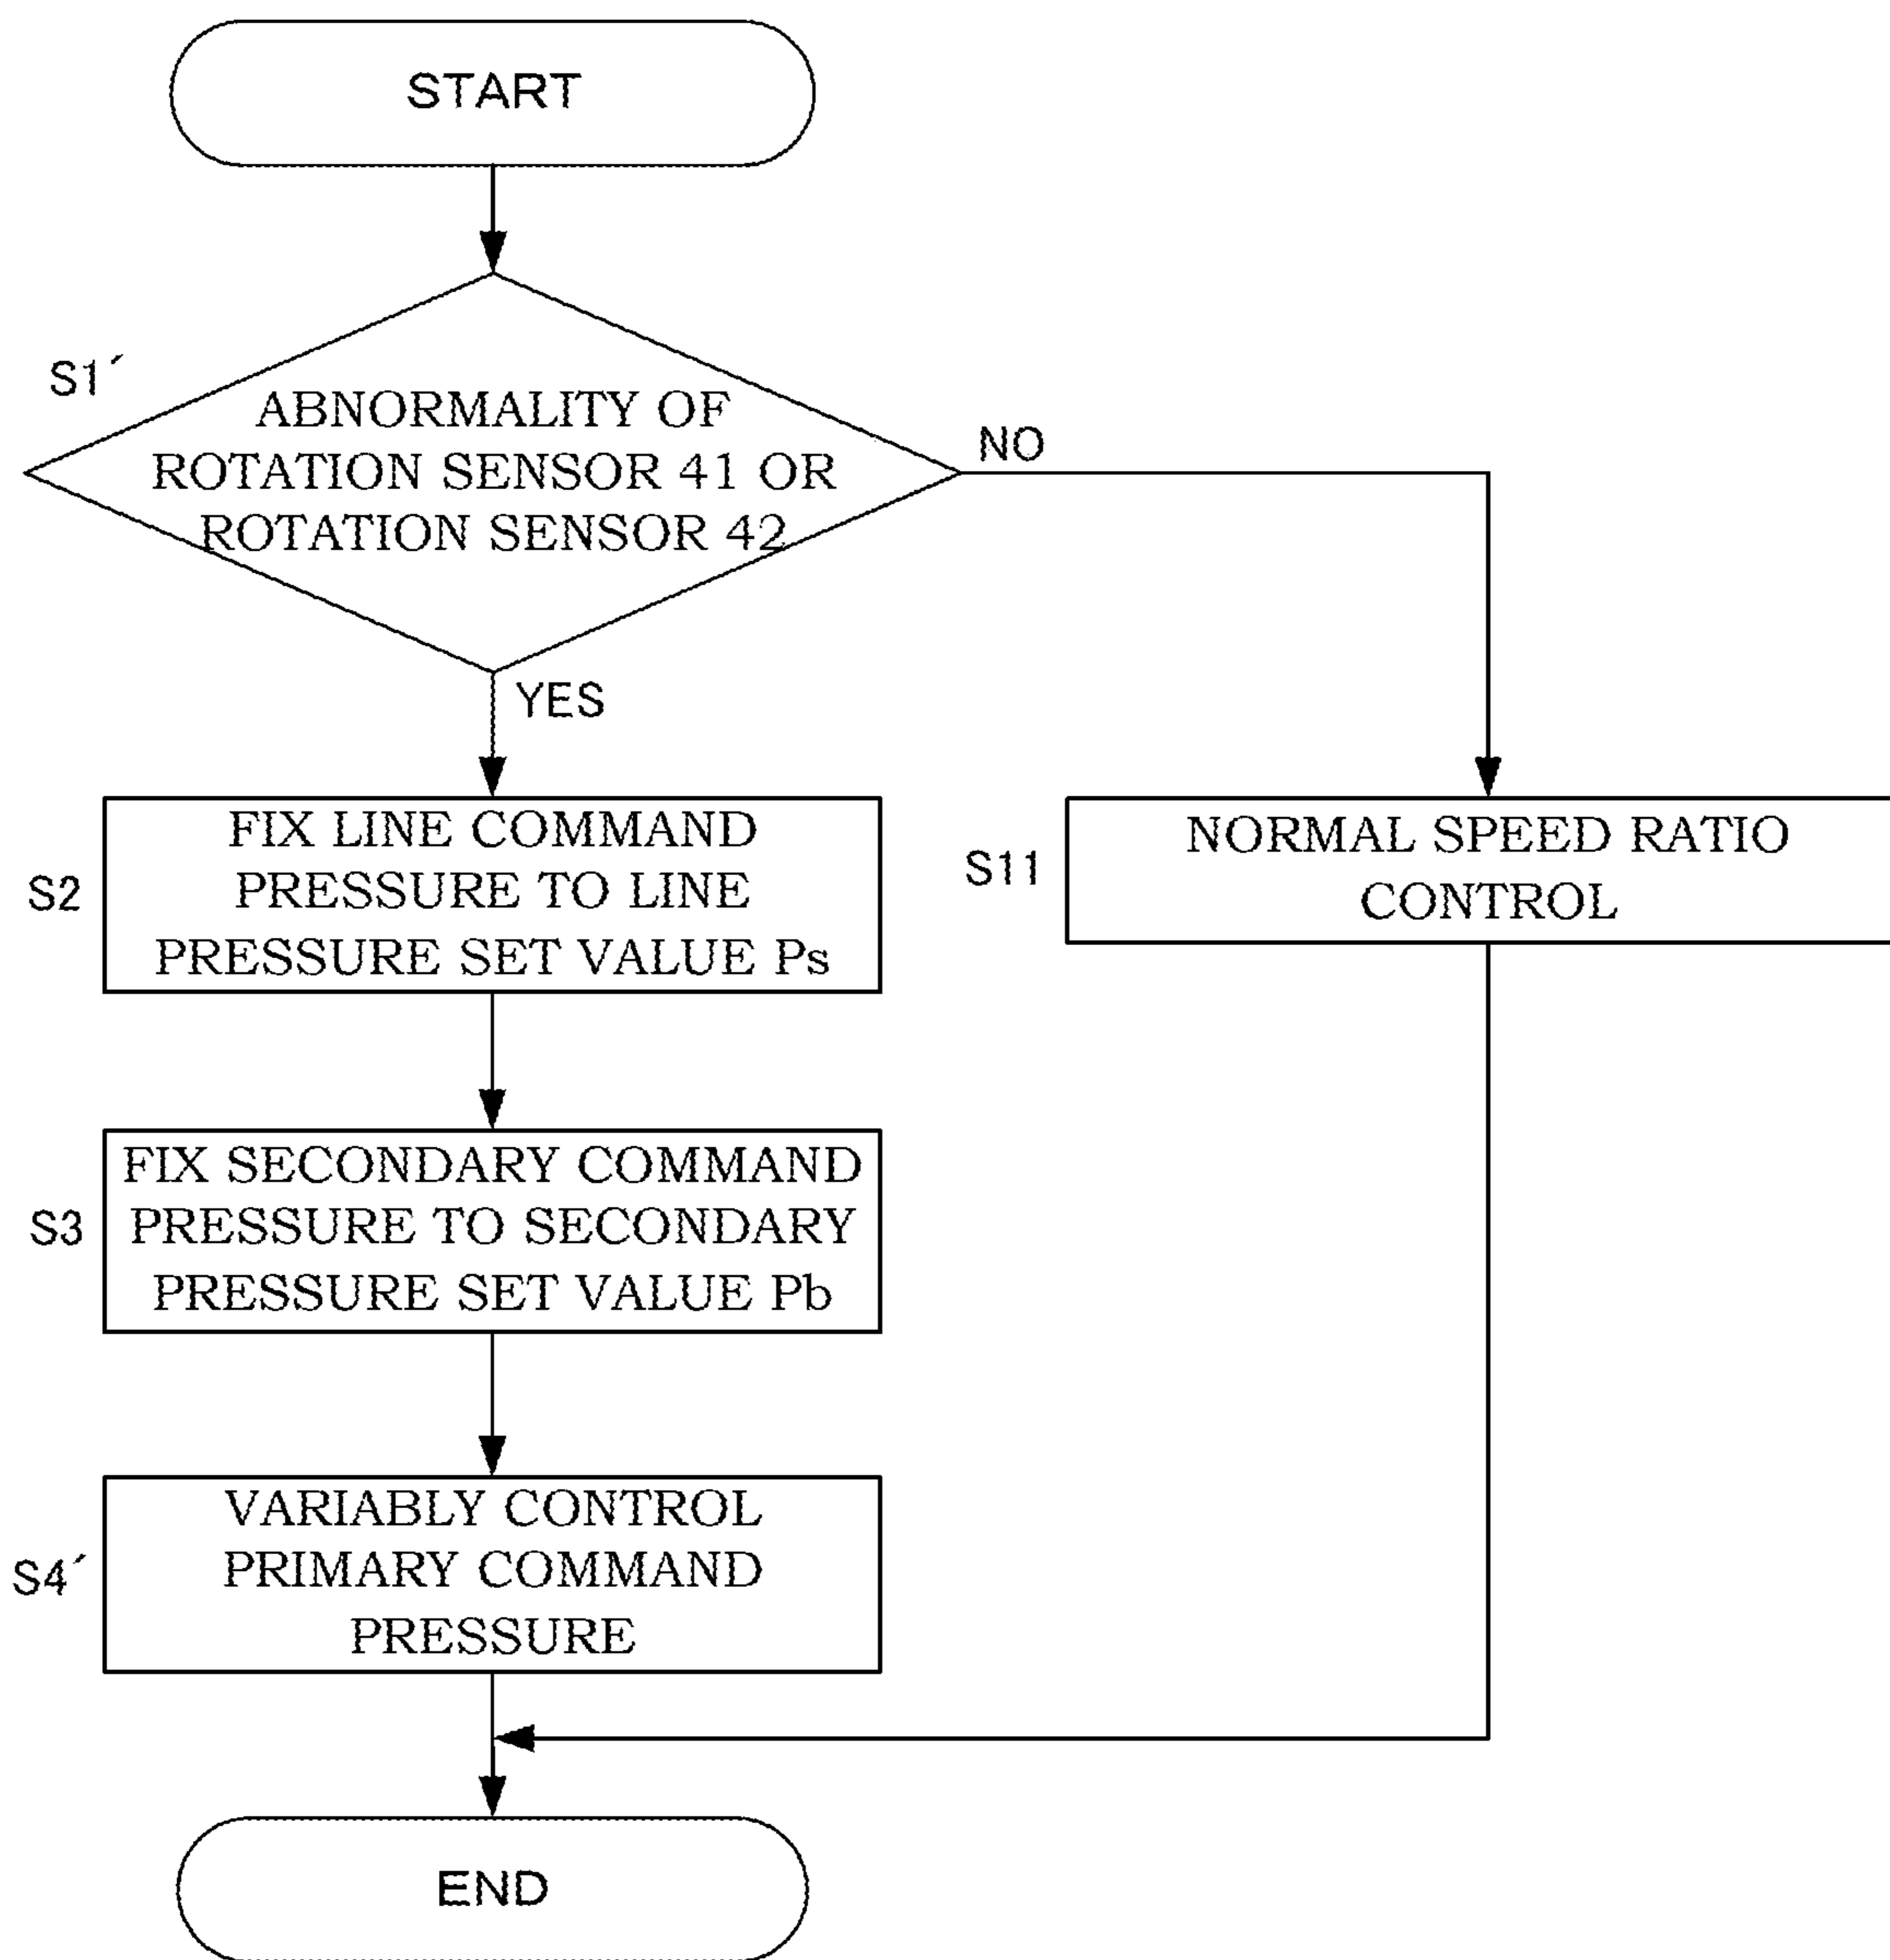 START
S1´
ABNORMALITY OF
ROTATION SENSOR 41 OR
ROTATION SENSOR 42
NO
YES
S2
FIX LINE COMMAND
PRESSURE TO LINE
PRESSURE SET VALUE Ps
S11
NORMAL SPEED RATIO
CONTROL
S3
FIX SECONDARY COMMAND
PRESSURE TO SECONDARY
PRESSURE SET VALUE Pb
S4´
VARIABLY CONTROL
PRIMARY COMMAND
PRESSURE
END